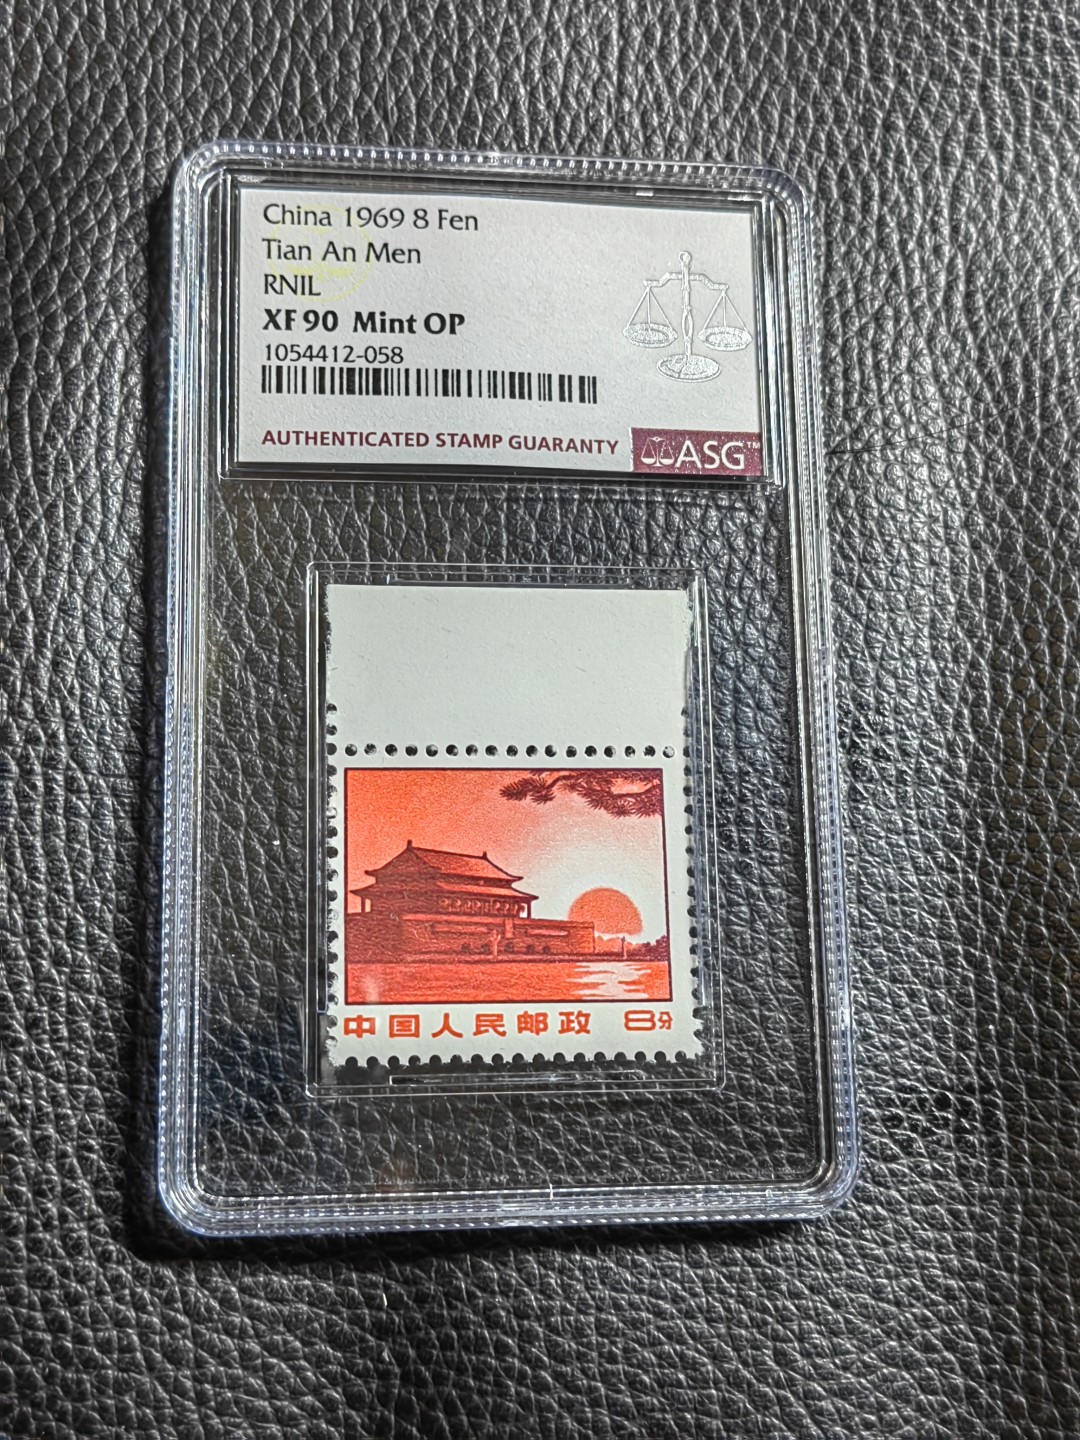 China 1969 8 Fen
Tian An Men
RNIL
XF 90 Mint OP
1054412-058
AUTHENTICATED STAMP GUARANTY
ASG™
中国人民邮政 8分